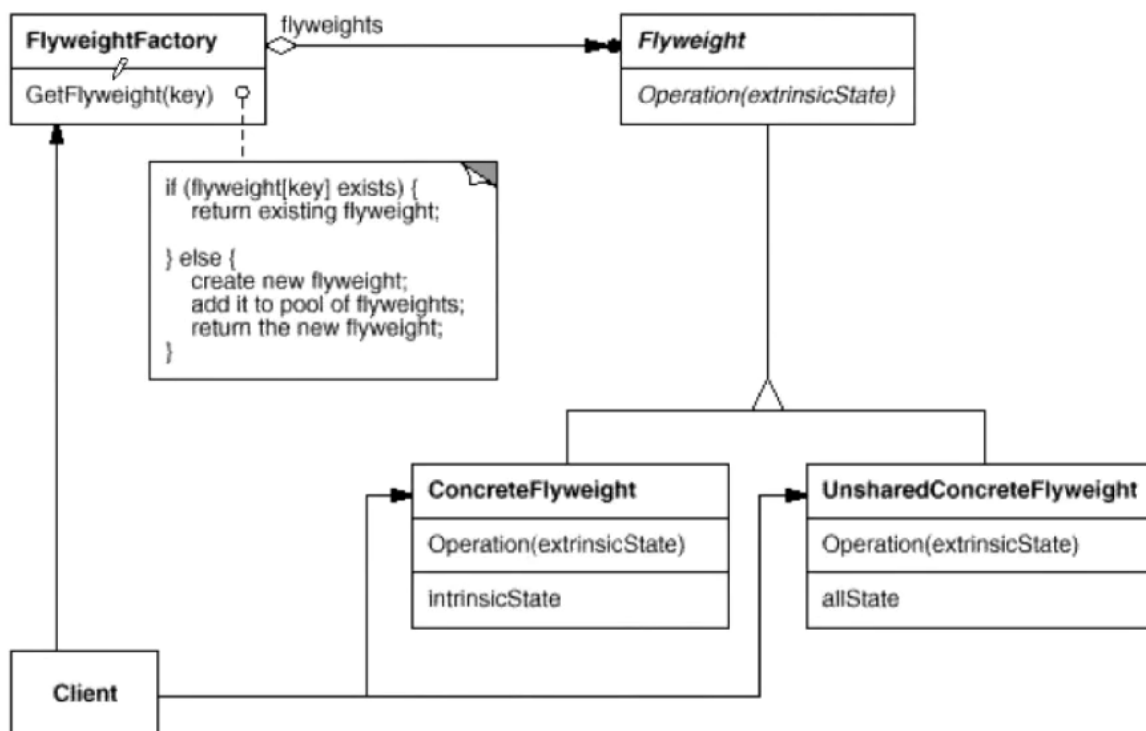 flyweights
FlyweightFactory
Flyweight
GetFlyweight(key)
Operation(extrinsicState)
if (flyweight[key] exists) {
return existing flyweight;
} else {
create new flyweight;
add it to pool of flyweights;
return the new flyweight;
}
ConcreteFlyweight
UnsharedConcreteFlyweight
Operation(extrinsicState)
Operation(extrinsicState)
intrinsicState
allState
Client